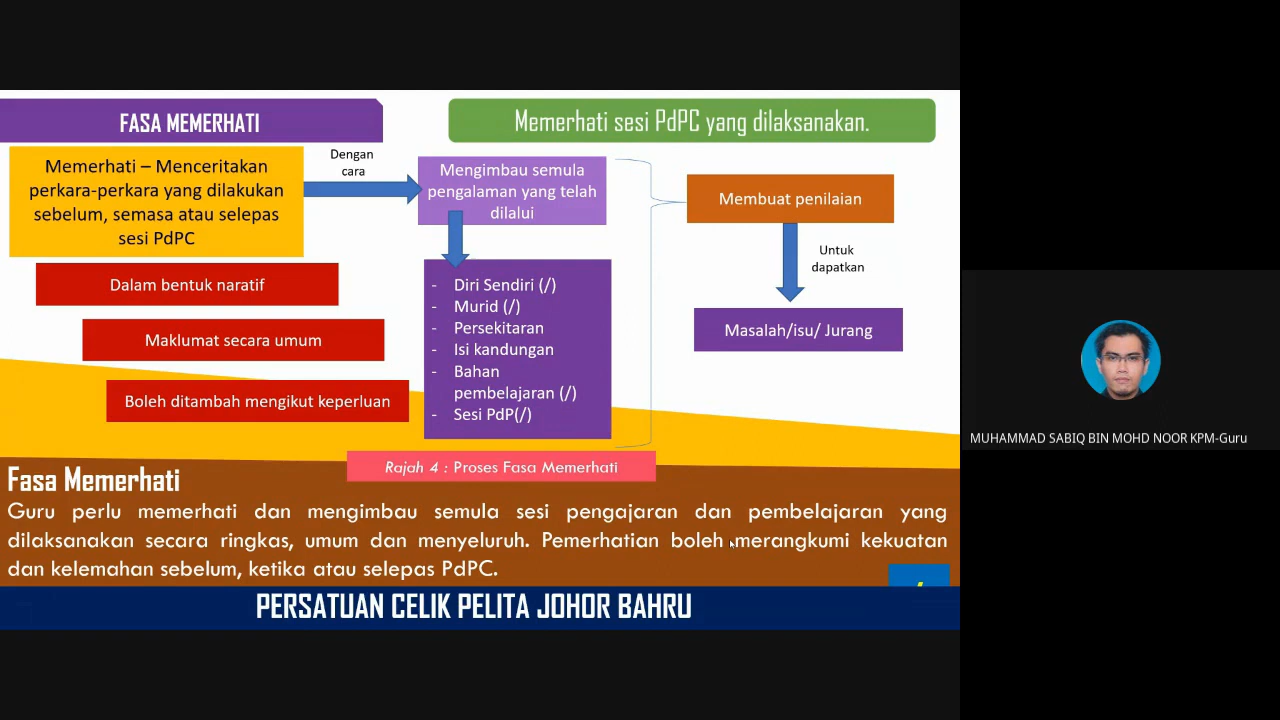 FASA MEMERHATI
Memerhati sesi PdPC yang dilaksanakan.
Memerhati – Menceritakan
perkara-perkara yang dilakukan
sebelum, semasa atau selepas
sesi PdPC
Dengan
cara
Mengimbau semula
pengalaman yang telah
dilalui
Membuat penilaian
Untuk
dapatkan
Masalah/isu/ Jurang
Dalam bentuk naratif
Maklumat secara umum
Boleh ditambah mengikut keperluan
- Diri Sendiri (/)
- Murid (/)
- Persekitaran
- Isi kandungan
- Bahan
pembelajaran (/)
- Sesi PdP(/)
Rajah 4 : Proses Fasa Memerhati
Fasa Memerhati
Guru perlu memerhati dan mengimbau semula sesi pengajaran dan pembelajaran yang
dilaksanakan secara ringkas, umum dan menyeluruh. Pemerhatian boleh merangkumi kekuatan
dan kelemahan sebelum, ketika atau selepas PdPC.
PERSATUAN CELIK PELITA JOHOR BAHRU
MUHAMMAD SABIQ BIN MOHD NOOR KPM-Guru